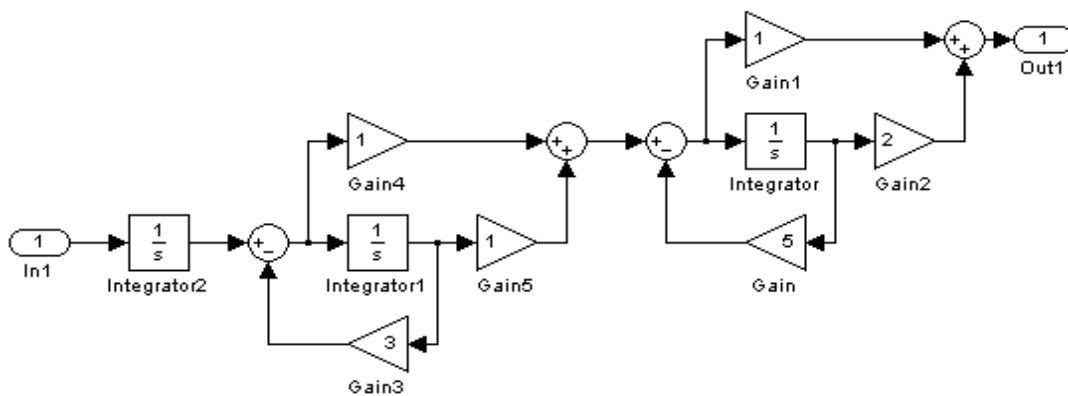 1
Gain1
+
+
1
Out1
1
Gain4
+
+
+
-
1
s
Integrator
2
Gain2
1
In1
1
s
Integrator2
+
-
1
s
Integrator1
1
Gain5
5
Gain
3
Gain3